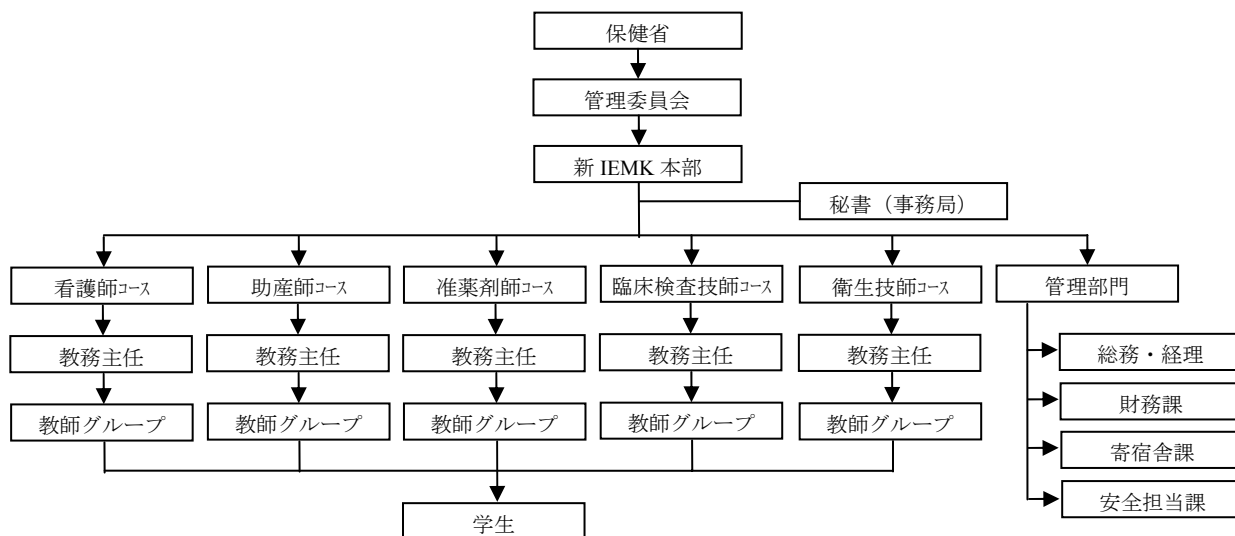 保健省
管理委員会
新 IEMK 本部
秘書（事務局）
看護師ｺｰｽ
助産師ｺｰｽ
准薬剤師ｺｰｽ
臨床検査技師ｺｰｽ
衛生技師ｺｰｽ
管理部門
教務主任
教務主任
教務主任
教務主任
教務主任
総務・経理
教師グループ
教師グループ
教師グループ
教師グループ
教師グループ
財務課
寄宿舎課
安全担当課
学生